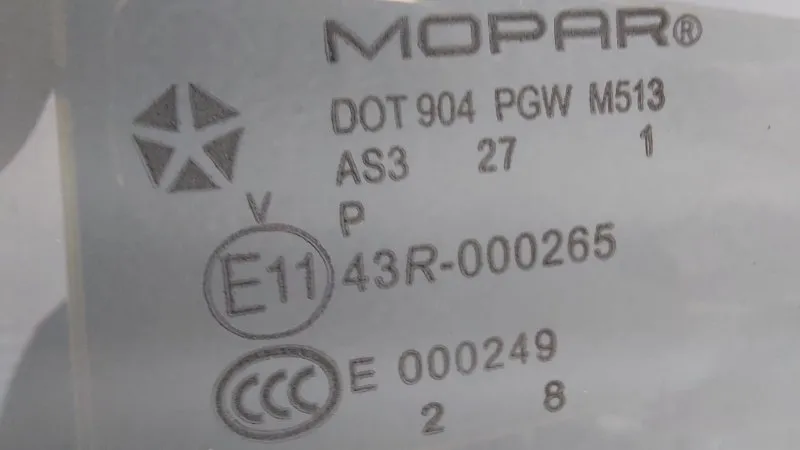 MOPAR®
DOT 904 PGW M513
AS3 27 1
V P
E11 43R-000265
CCC E 000249
2 8